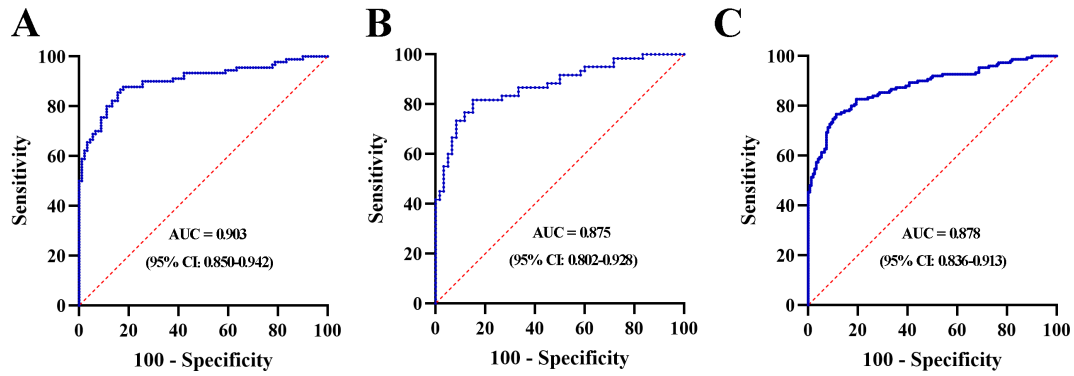 A
100
80
60
40
20
0
Sensitivity
AUC = 0.903
(95% CI: 0.850-0.942)
0 20 40 60 80 100
100 - Specificity
B
100
80
60
40
20
0
Sensitivity
AUC = 0.875
(95% CI: 0.802-0.928)
0 20 40 60 80 100
100 - Specificity
C
100
80
60
40
20
0
Sensitivity
AUC = 0.878
(95% CI: 0.836-0.913)
0 20 40 60 80 100
100 - Specificity